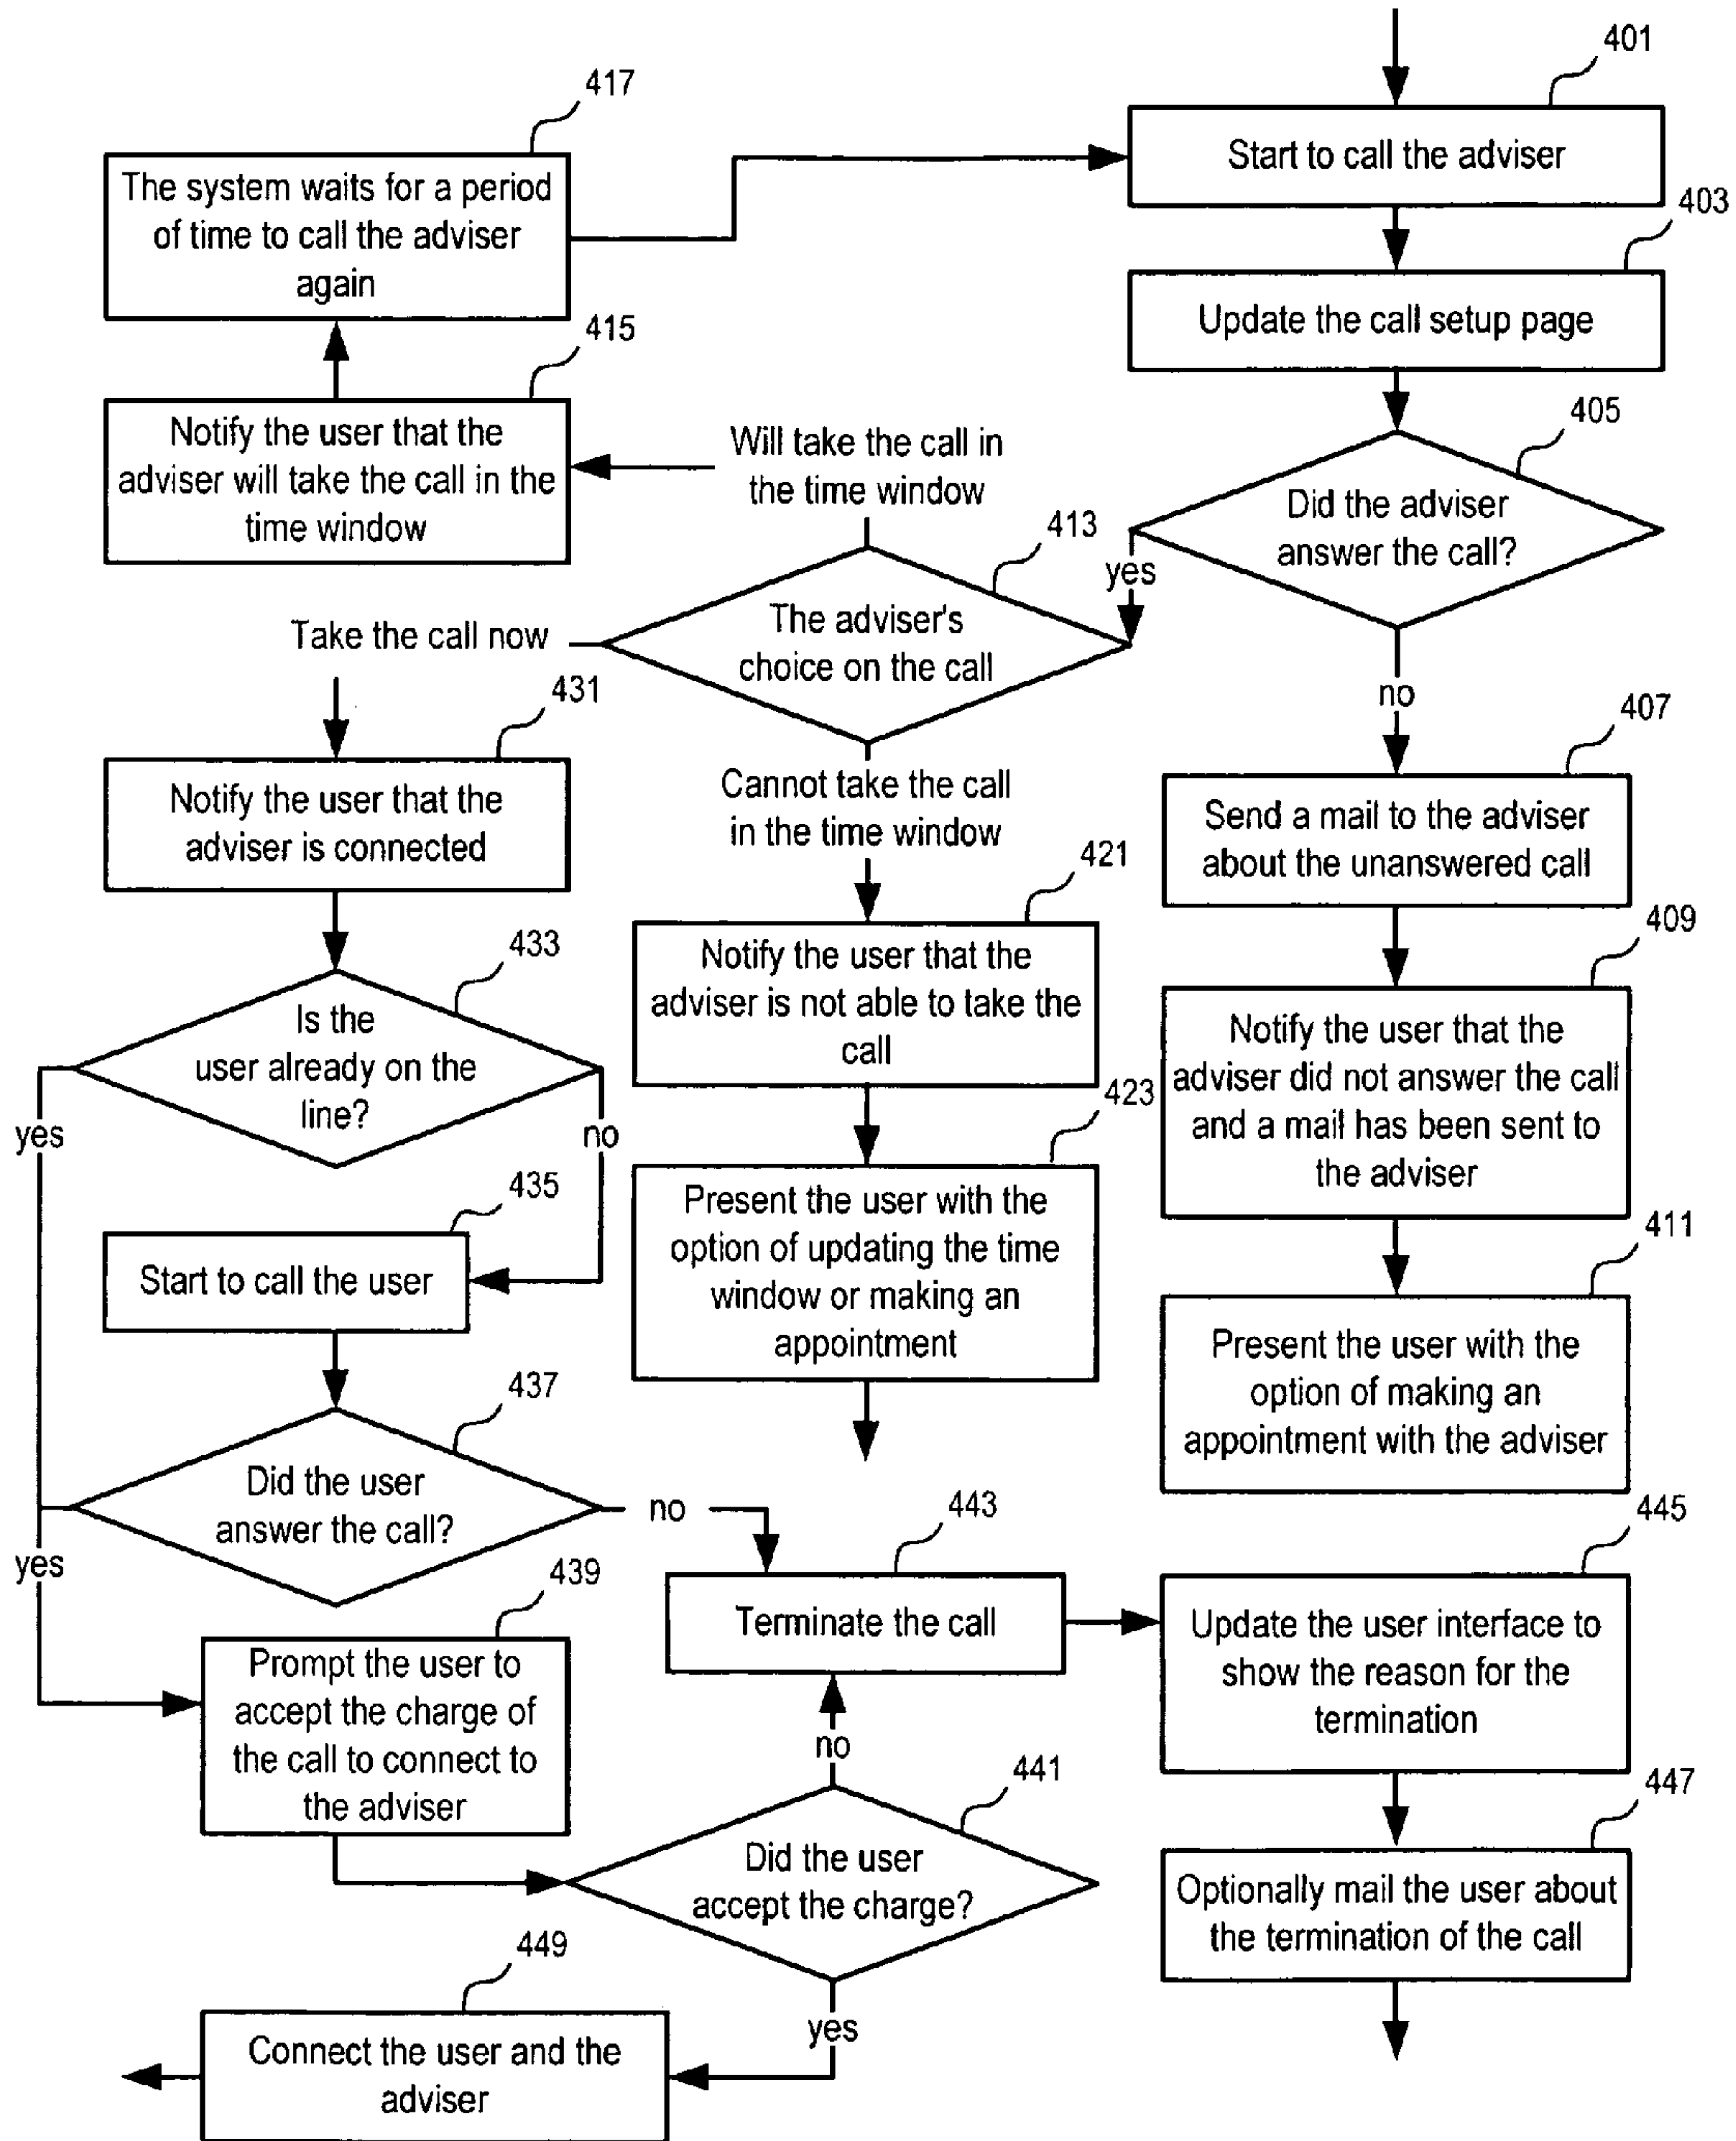 401
Start to call the adviser
403
Update the call setup page
405
Did the adviser
answer the call?
yes
no
407
Send a mail to the adviser
about the unanswered call
409
Notify the user that the
adviser did not answer the call
and a mail has been sent to
the adviser
411
Present the user with the
option of making an
appointment with the adviser
413
The adviser's
choice on the call
Will take the call in
the time window
415
Notify the user that the
adviser will take the call in the
time window
417
The system waits for a period
of time to call the adviser
again
Cannot take the call
in the time window
421
Notify the user that the
adviser is not able to take the
call
423
Present the user with the
option of updating the time
window or making an
appointment
Take the call now
431
Notify the user that the
adviser is connected
433
Is the
user already on the
line?
yes
no
435
Start to call the user
437
Did the user
answer the call?
yes
no
439
Prompt the user to
accept the charge of
the call to connect to
the adviser
441
Did the user
accept the charge?
no
yes
443
Terminate the call
445
Update the user interface to
show the reason for the
termination
447
Optionally mail the user about
the termination of the call
449
Connect the user and the
adviser